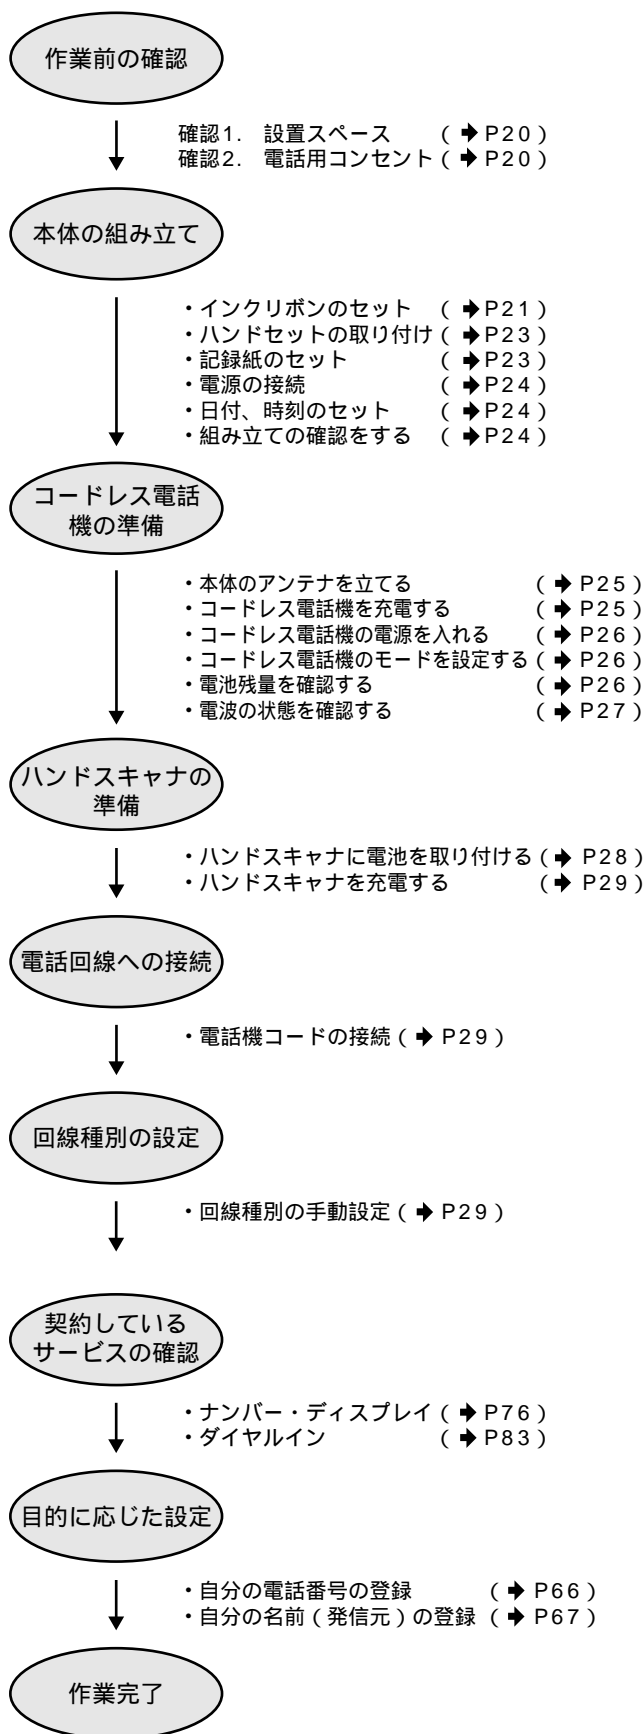 作業前の確認
確認1. 設置スペース （➡P20）
確認2. 電話用コンセント（➡P20）
本体の組み立て
・インクリボンのセット （➡P21）
・ハンドセットの取り付け（➡P23）
・記録紙のセット （➡P23）
・電源の接続 （➡P24）
・日付、時刻のセット （➡P24）
・組み立ての確認をする （➡P24）
コードレス電話
機の準備
・本体のアンテナを立てる （➡P25）
・コードレス電話機を充電する （➡P25）
・コードレス電話機の電源を入れる （➡P26）
・コードレス電話機のモードを設定する（➡P26）
・電池残量を確認する （➡P26）
・電波の状態を確認する （➡P27）
ハンドスキャナの
準備
・ハンドスキャナに電池を取り付ける（➡P28）
・ハンドスキャナを充電する （➡P29）
電話回線への接続
・電話機コードの接続（➡P29）
回線種別の設定
・回線種別の手動設定（➡P29）
契約している
サービスの確認
・ナンバー・ディスプレイ（➡P76）
・ダイヤルイン （➡P83）
目的に応じた設定
・自分の電話番号の登録 （➡P66）
・自分の名前（発信元）の登録 （➡P67）
作業完了